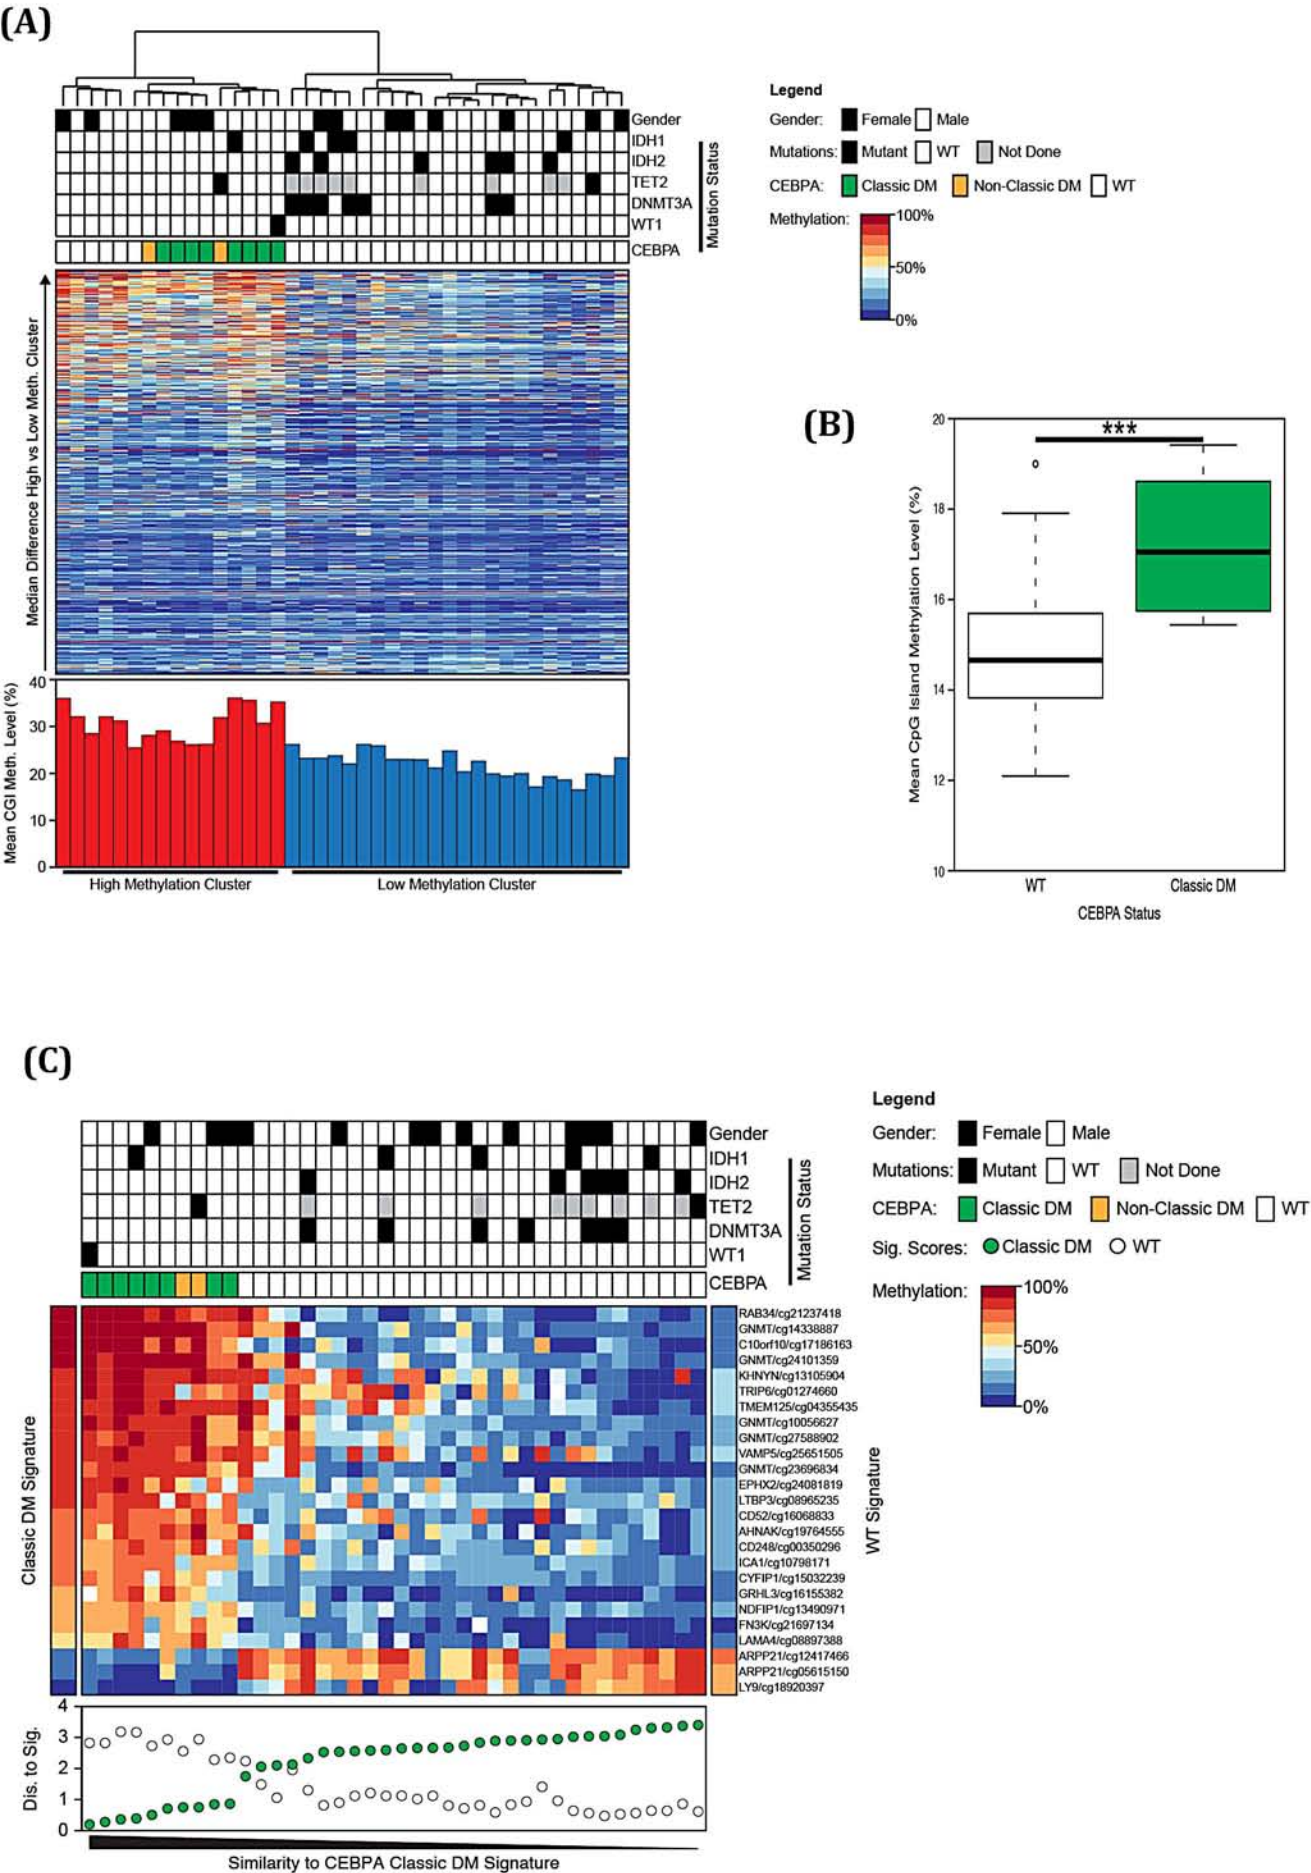 (A)
Gender
IDH1
IDH2
TET2
DNMT3A
WT1
CEBPA
Mutation Status
Legend
Gender: Female Male
Mutations: Mutant WT Not Done
CEBPA: Classic DM Non-Classic DM WT
Methylation: 100%
50%
0%
Median Difference High vs Low Meth. Cluster
Mean CGI Meth. Level (%)
40
30
20
10
0
High Methylation Cluster Low Methylation Cluster
(B)
***
Mean CpG Island Methylation Level (%)
20
18
16
14
12
10
WT Classic DM
CEBPA Status
(C)
Gender
IDH1
IDH2
TET2
DNMT3A
WT1
CEBPA
Mutation Status
Legend
Gender: Female Male
Mutations: Mutant WT Not Done
CEBPA: Classic DM Non-Classic DM WT
Sig. Scores: Classic DM WT
Methylation: 100%
50%
0%
Classic DM Signature
RAB34/cg21237418
GNMT/cg14338887
C10orf10/cg17186163
GNMT/cg24101359
KHNYN/cg13105904
TRIP6/cg01274660
TMEM125/cg04355435
GNMT/cg10056627
GNMT/cg27588902
VAMP5/cg25651505
GNMT/cg23696834
EPHX2/cg24081819
LTBP3/cg08965235
CD52/cg16068833
AHNAK/cg19764555
CD248/cg00350296
ICA1/cg10798171
CYFIP1/cg15032239
GRHL3/cg16155382
NDFIP1/cg13490971
FN3K/cg21697134
LAMA4/cg08897388
ARPP21/cg12417466
ARPP21/cg05615150
LY9/cg18920397
WT Signature
Dis. to Sig.
4
3
2
1
0
Similarity to CEBPA Classic DM Signature